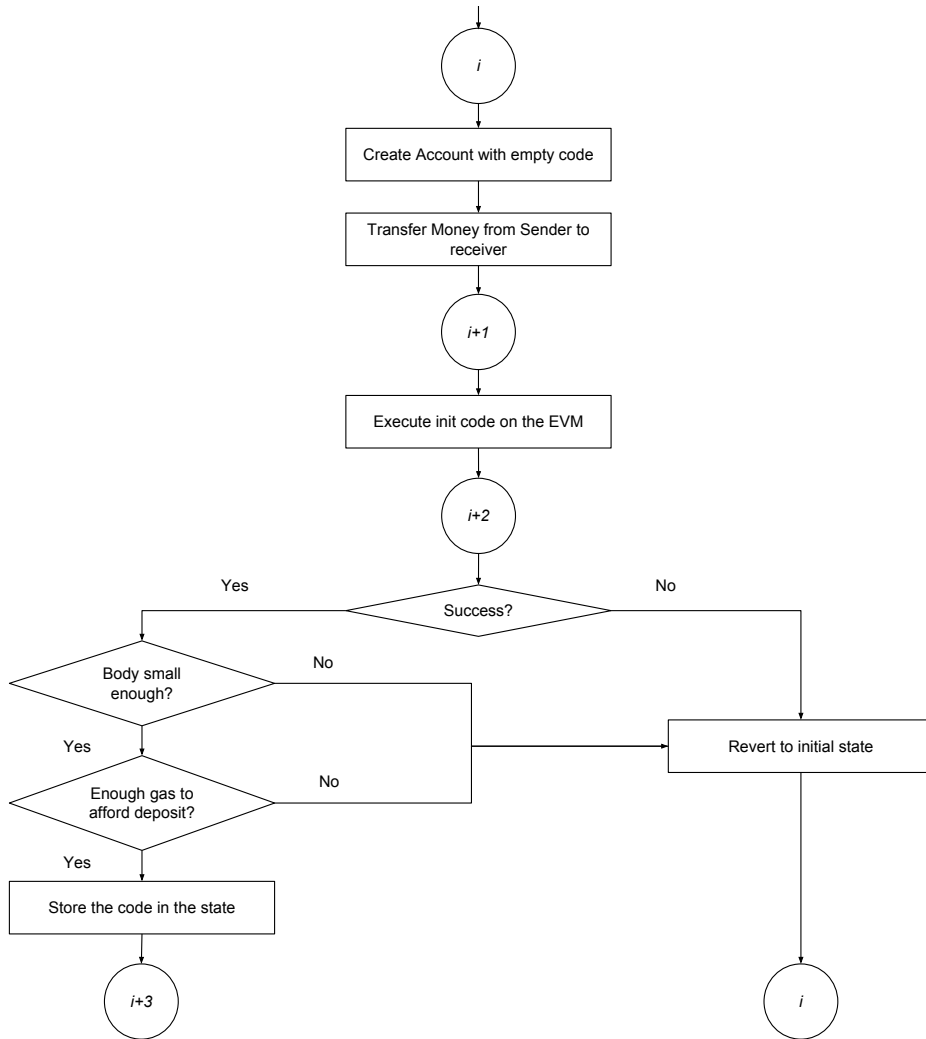 i
Create Account with empty code
Transfer Money from Sender to
receiver
i+1
Execute init code on the EVM
i+2
Yes
No
Success?
Body small
enough?
No
Yes
Revert to initial state
Enough gas to
afford deposit?
No
Yes
Store the code in the state
i+3
i